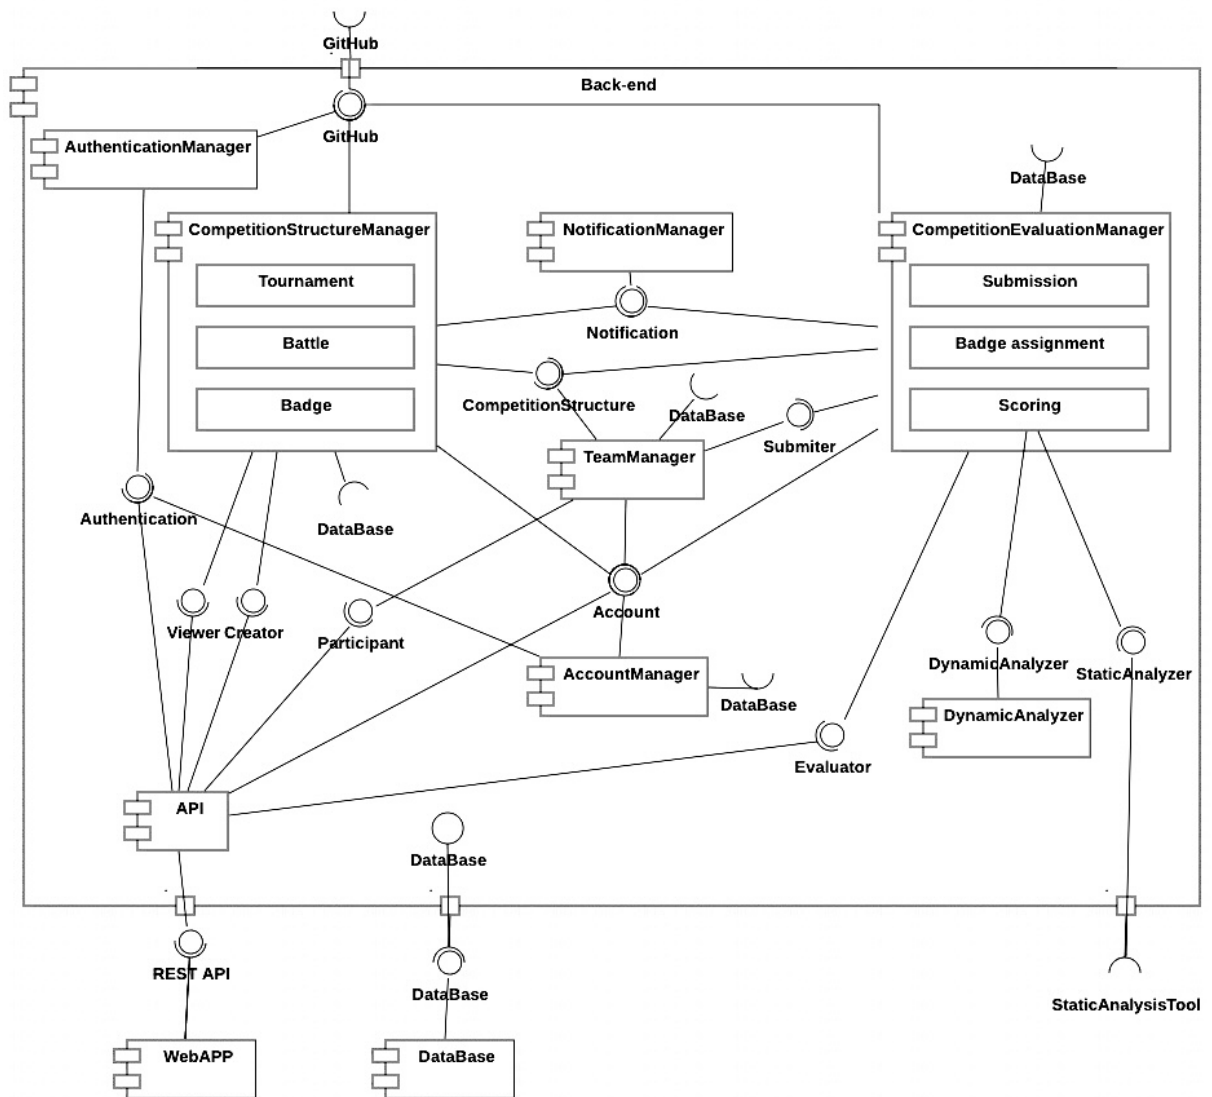 GitHub
Back-end
GitHub
AuthenticationManager
DataBase
CompetitionStructureManager
NotificationManager
CompetitionEvaluationManager
Tournament
Submission
Notification
Battle
Badge assignment
CompetitionStructure
DataBase
Badge
Scoring
Submiter
TeamManager
Authentication
DataBase
Account
Viewer
Creator
Participant
DynamicAnalyzer
StaticAnalyzer
AccountManager
DataBase
DynamicAnalyzer
Evaluator
API
DataBase
REST API
DataBase
StaticAnalysisTool
WebAPP
DataBase